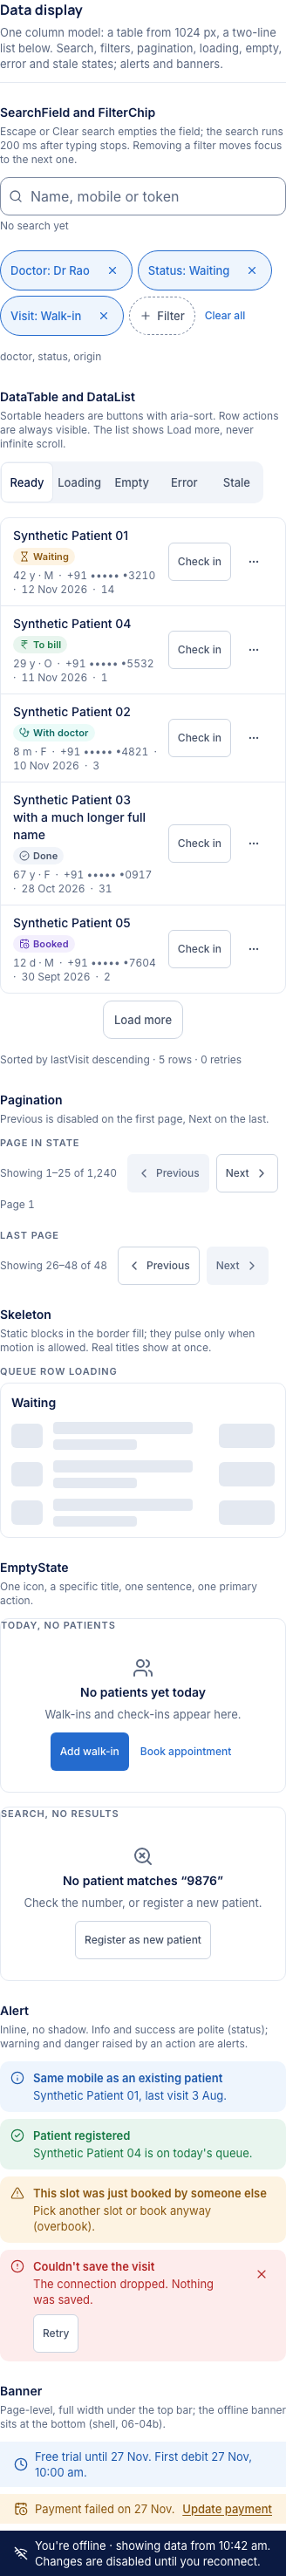 Data display
One column model: a table from 1024 px, a two-line
list below. Search, filters, pagination, loading, empty,
error and stale states; alerts and banners.
SearchField and FilterChip
Escape or Clear search empties the field; the search runs
200 ms after typing stops. Removing a filter moves focus
to the next one.
Name, mobile or token
No search yet
Doctor: Dr Rao
Status: Waiting
Visit: Walk-in
Filter
Clear all
doctor, status, origin
DataTable and DataList
Sortable headers are buttons with aria-sort. Row actions
are always visible. The list shows Load more, never
infinite scroll.
Ready Loading Empty Error Stale
Synthetic Patient 01
Waiting
42 y · M · +91 ••••• •3210
· 12 Nov 2026 · 14
Check in
Synthetic Patient 04
To bill
29 y · O · +91 ••••• •5532
· 11 Nov 2026 · 1
Check in
Synthetic Patient 02
With doctor
8 m · F · +91 ••••• •4821 ·
10 Nov 2026 · 3
Check in
Synthetic Patient 03
with a much longer full
name
Done
67 y · F · +91 ••••• •0917
· 28 Oct 2026 · 31
Check in
Synthetic Patient 05
Booked
12 d · M · +91 ••••• •7604
· 30 Sept 2026 · 2
Check in
Load more
Sorted by lastVisit descending · 5 rows · 0 retries
Pagination
Previous is disabled on the first page, Next on the last.
PAGE IN STATE
Showing 1–25 of 1,240 Previous Next
Page 1
LAST PAGE
Showing 26–48 of 48 Previous Next
Skeleton
Static blocks in the border fill; they pulse only when
motion is allowed. Real titles show at once.
QUEUE ROW LOADING
Waiting
EmptyState
One icon, a specific title, one sentence, one primary
action.
TODAY, NO PATIENTS
No patients yet today
Walk-ins and check-ins appear here.
Add walk-in Book appointment
SEARCH, NO RESULTS
No patient matches “9876”
Check the number, or register a new patient.
Register as new patient
Alert
Inline, no shadow. Info and success are polite (status);
warning and danger raised by an action are alerts.
Same mobile as an existing patient
Synthetic Patient 01, last visit 3 Aug.
Patient registered
Synthetic Patient 04 is on today's queue.
This slot was just booked by someone else
Pick another slot or book anyway
(overbook).
Couldn't save the visit
The connection dropped. Nothing
was saved.
Retry
Banner
Page-level, full width under the top bar; the offline banner
sits at the bottom (shell, 06-04b).
Free trial until 27 Nov. First debit 27 Nov,
10:00 am.
Payment failed on 27 Nov. Update payment
You're offline · showing data from 10:42 am.
Changes are disabled until you reconnect.